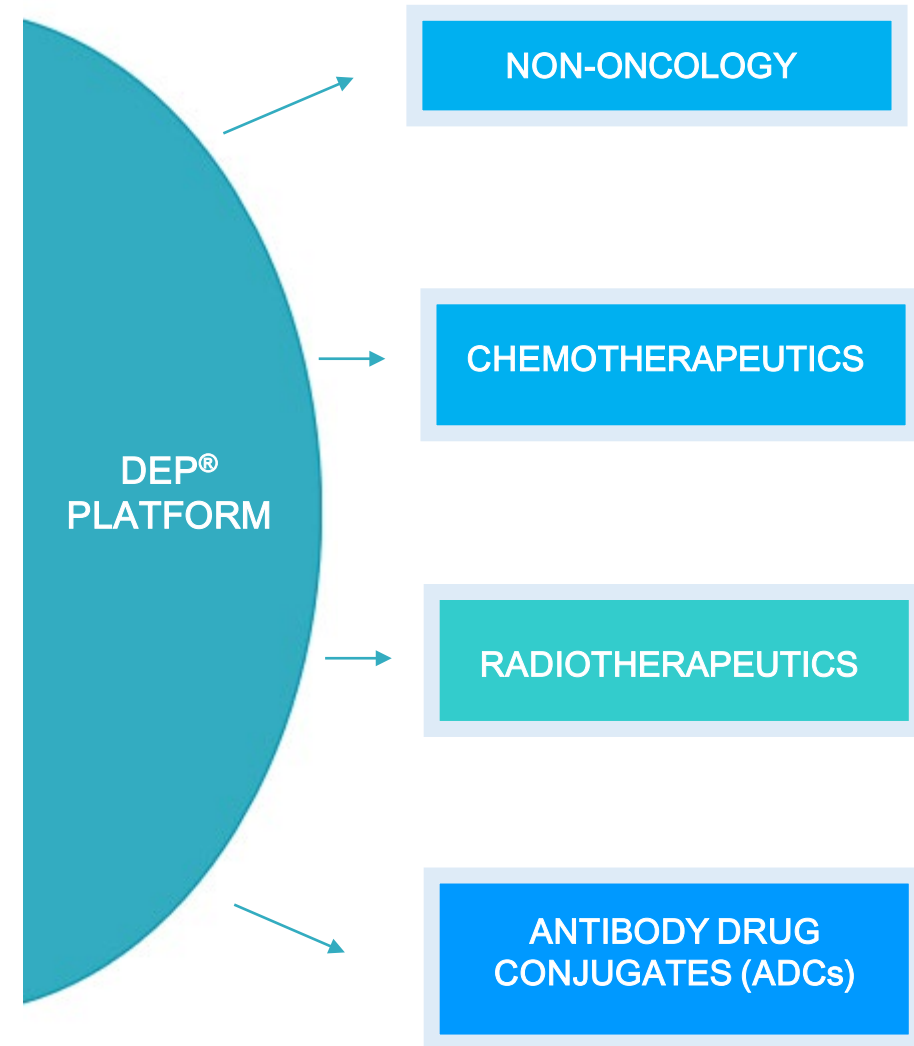 NON-ONCOLOGY
CHEMOTHERAPEUTICS
DEP®
PLATFORM
RADIOTHERAPEUTICS
ANTIBODY DRUG
CONJUGATES (ADCs)